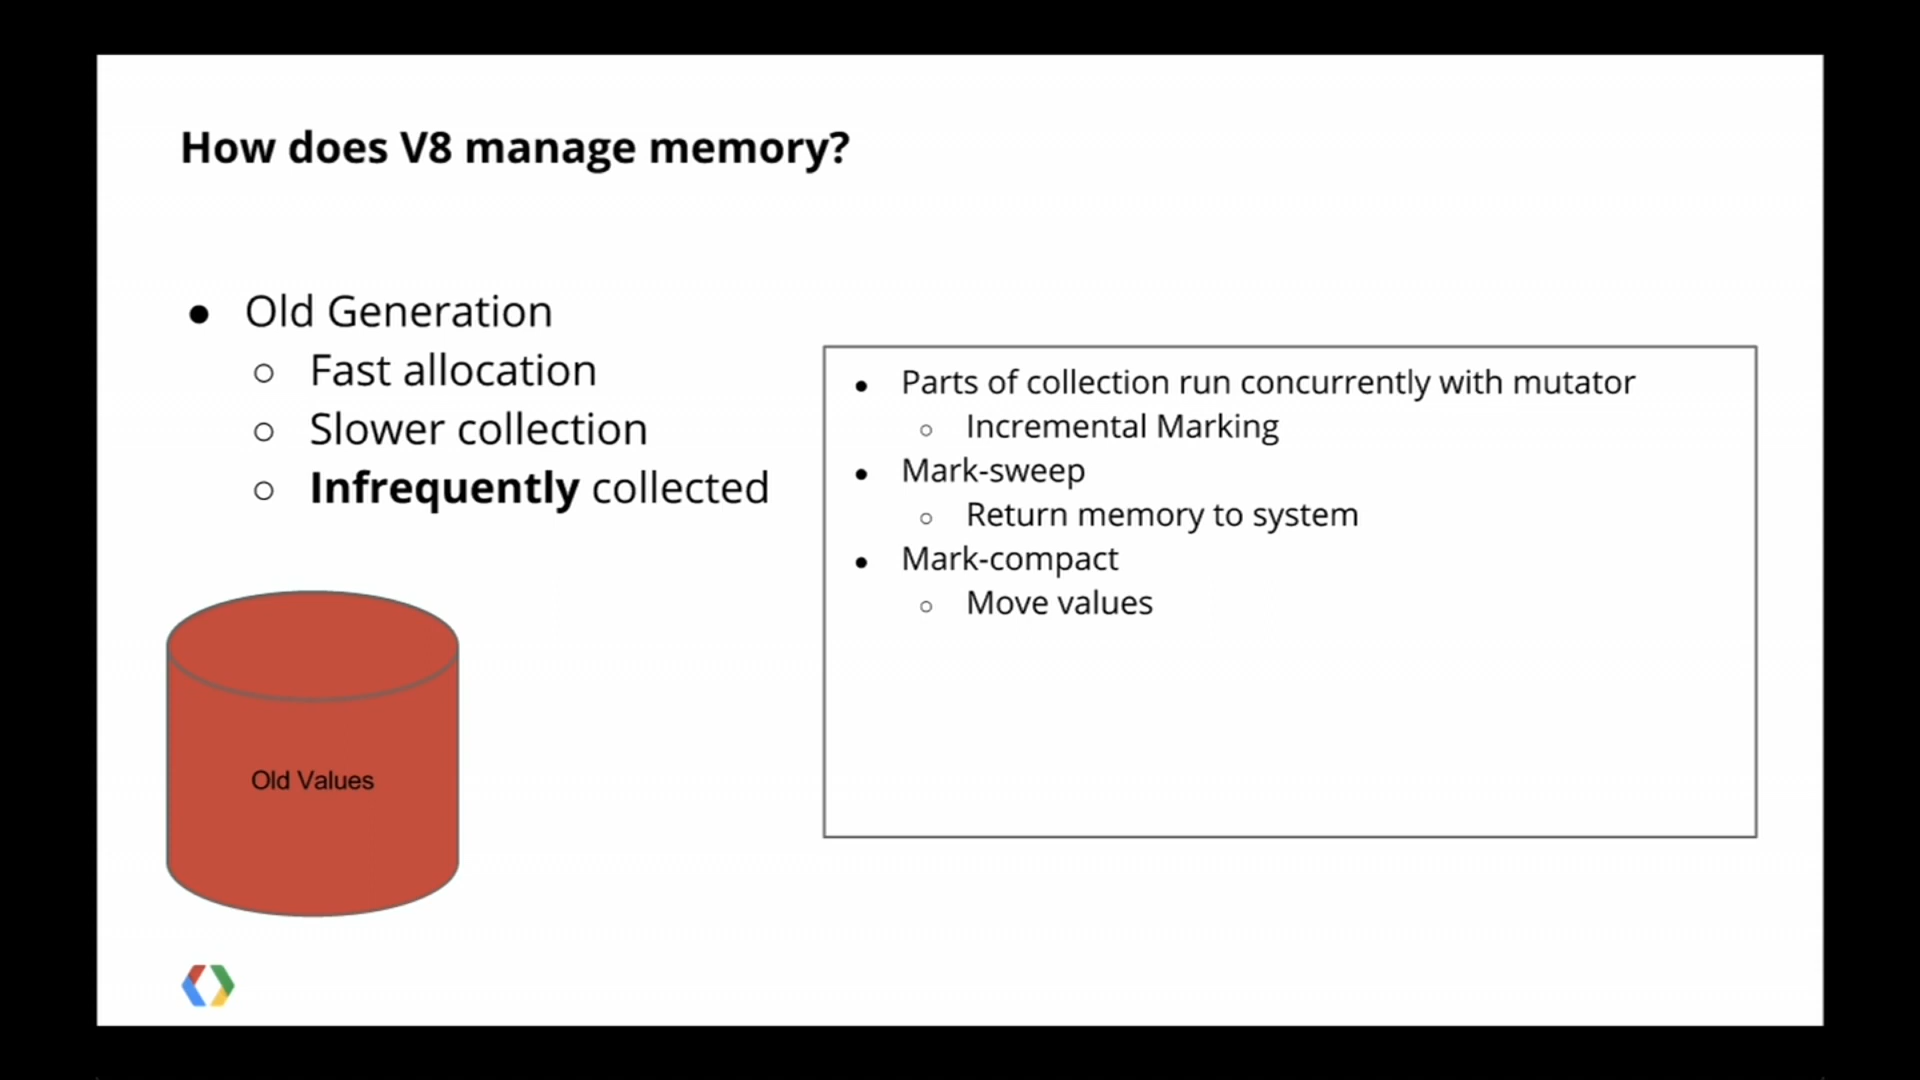 How does V8 manage memory?
● Old Generation
○ Fast allocation
○ Slower collection
○ Infrequently collected
● Parts of collection run concurrently with mutator
○ Incremental Marking
● Mark-sweep
○ Return memory to system
● Mark-compact
○ Move values
Old Values